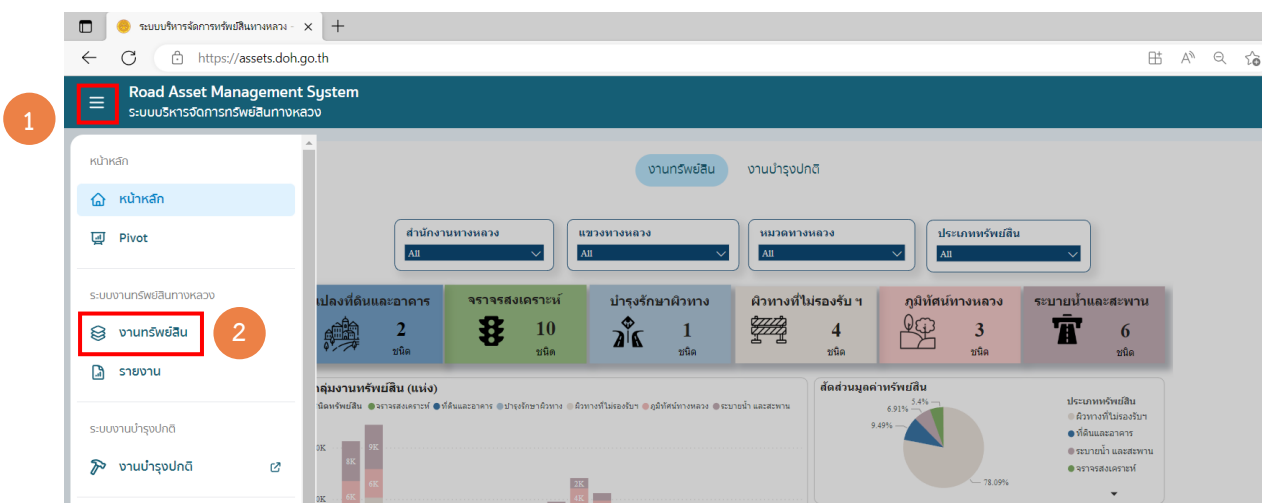 ระบบบริหารจัดการทรัพย์สินทางหลวง -
https://assets.doh.go.th
Road Asset Management System
ระบบบริหารจัดการทรัพย์สินทางหลวง
1
หน้าหลัก
หน้าหลัก
Pivot
ระบบงานทรัพย์สินทางหลวง
งานทรัพย์สิน
2
รายงาน
ระบบงานบำรุงปกติ
งานบำรุงปกติ
งานทรัพย์สิน งานบำรุงปกติ
สำนักงานทางหลวง แขวงทางหลวง หมวดทางหลวง ประเภททรัพย์สิน
All All All All
แปลงที่ดินและอาคาร จราจรสงเคราะห์ บำรุงรักษาผิวทาง ผิวทางที่ไม่รองรับ ฯ ภูมิทัศน์ทางหลวง ระบายน้ำและสะพาน
2 10 1 4 3 6
ชนิด ชนิด ชนิด ชนิด ชนิด ชนิด
กลุ่มงานทรัพย์สิน (แห่ง)
ชนิดทรัพย์สิน จราจรสงเคราะห์ ที่ดินและอาคาร บำรุงรักษาผิวทาง ผิวทางที่ไม่รองรับฯ ภูมิทัศน์ทางหลวง ระบายน้ำ และสะพาน
0K
9K
8K
6K
2K
4K
0K
6K
สัดส่วนมูลค่าทรัพย์สิน
5.4%
6.91%
9.49%
78.09%
ประเภททรัพย์สิน
ผิวทางที่ไม่รองรับฯ
ที่ดินและอาคาร
ระบายน้ำ และสะพาน
จราจรสงเคราะห์